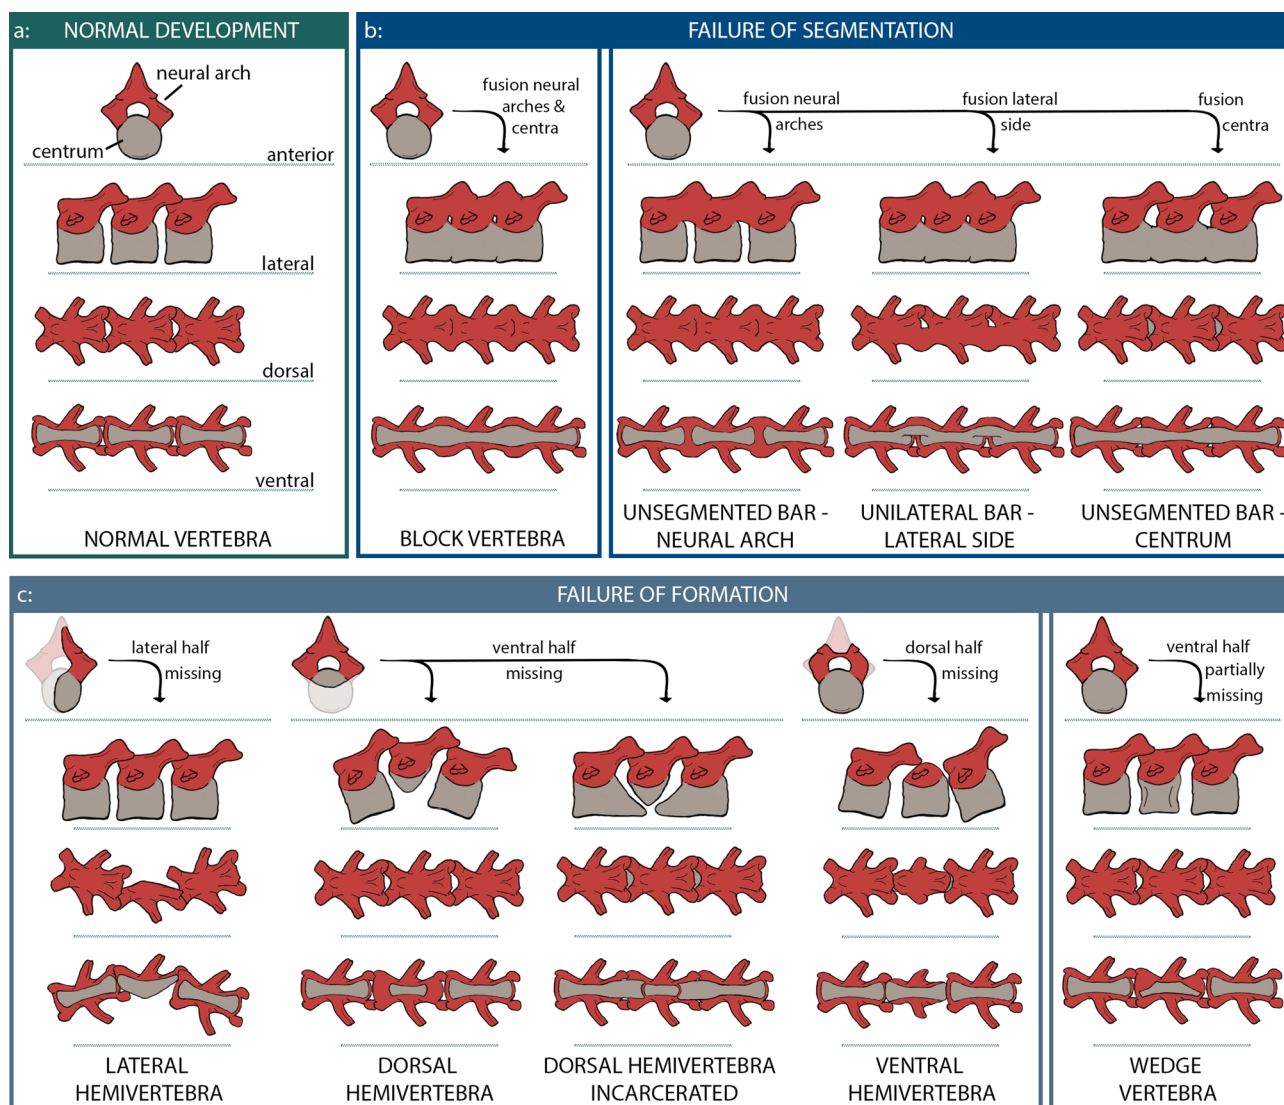 a: NORMAL DEVELOPMENT
neural arch
centrum
anterior
lateral
dorsal
ventral
NORMAL VERTEBRA
b: FAILURE OF SEGMENTATION
fusion neural
arches &
centra
BLOCK VERTEBRA
fusion neural
arches
fusion lateral
side
fusion
centra
UNSEGMENTED BAR -
NEURAL ARCH
UNILATERAL BAR -
LATERAL SIDE
UNSEGMENTED BAR -
CENTRUM
c: FAILURE OF FORMATION
lateral half
missing
ventral half
missing
dorsal half
missing
ventral half
partially
missing
LATERAL
HEMIVERTEBRA
DORSAL
HEMIVERTEBRA
DORSAL HEMIVERTEBRA
INCARCERATED
VENTRAL
HEMIVERTEBRA
WEDGE
VERTEBRA